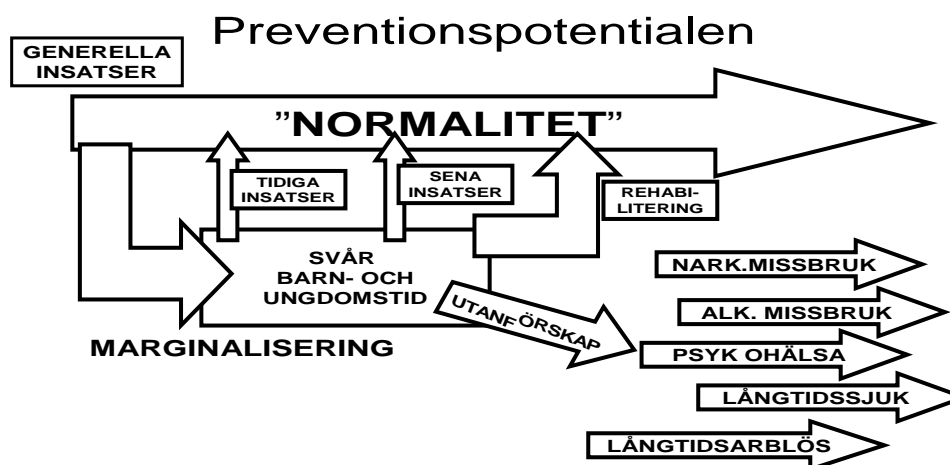 Preventionspotentialen
GENERELLA
INSATSER
”NORMALITET”
TIDIGA
INSATSER
SENA
INSATSER
REHABI-
LITERING
SVÅR
BARN- OCH
UNGDOMSTID
UTANFÖRSKAP
MARGINALISERING
NARK.MISSBRUK
ALK. MISSBRUK
PSYK OHÄLSA
LÅNGTIDSSJUK
LÅNGTIDSARBLÖS